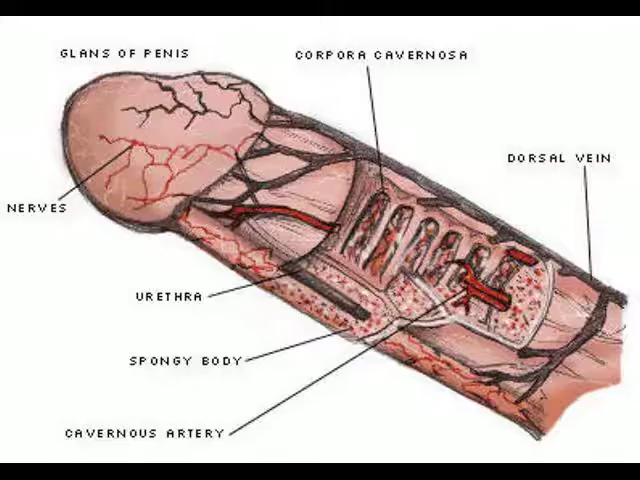 GLANS OF PENIS
CORPORA CAVERNOSA
DORSAL VEIN
NERVES
URETHRA
SPONGY BODY
CAVERNOUS ARTERY